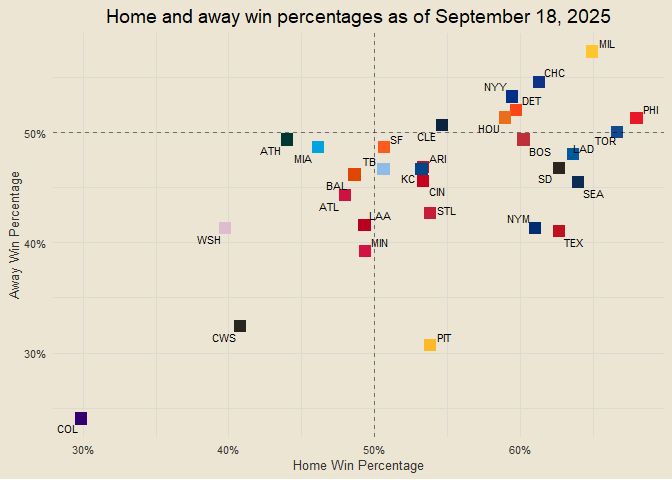 Home and away win percentages as of September 18, 2025
MIL
CHC
NYY
DET
PHI
HOU
TOR
50%
CLE
SF
ATH
MIA
BOS
LAD
TB
ARI
KC
SD
BAL
CIN
SEA
ATL
STL
LAA
NYM
WSH
MIN
TEX
40%
CWS
PIT
30%
COL
30%
40%
50%
60%
Home Win Percentage
Away Win Percentage